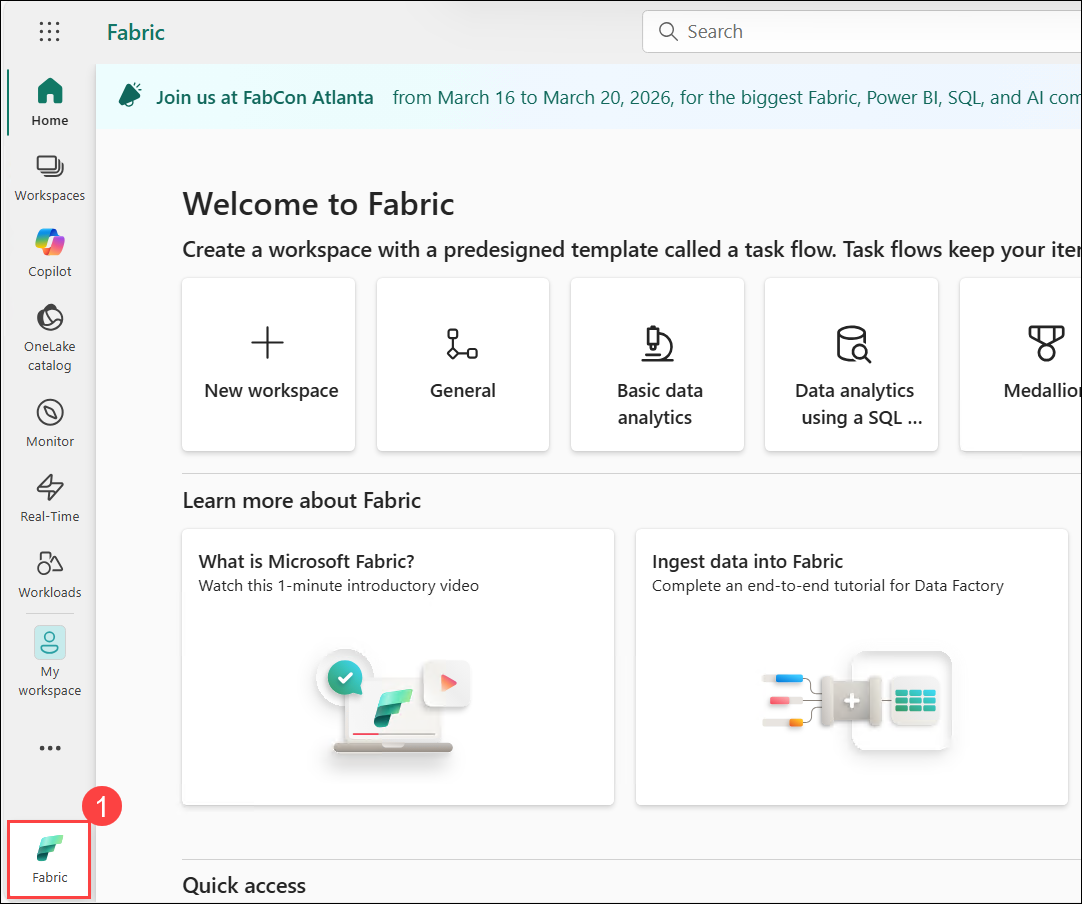 Fabric
Search
Home
Workspaces
Copilot
OneLake
catalog
Monitor
Real-Time
Workloads
My
workspace
1
Fabric
Join us at FabCon Atlanta from March 16 to March 20, 2026, for the biggest Fabric, Power BI, SQL, and AI com
Welcome to Fabric
Create a workspace with a predesigned template called a task flow. Task flows keep your iter
New workspace
General
Basic data
analytics
Data analytics
using a SQL ...
Medallion
Learn more about Fabric
What is Microsoft Fabric?
Watch this 1-minute introductory video
Ingest data into Fabric
Complete an end-to-end tutorial for Data Factory
Quick access